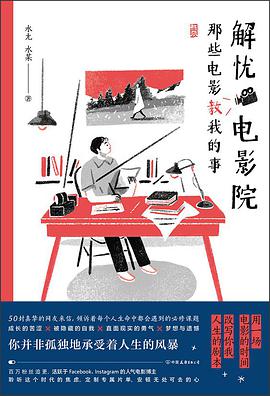 解忧电影院
那些电影教我的事
水尢 水某 著
用一场
电影的时间
改写你我
人生的剧本
50封真挚的网友来信，倾诉着每个人生命中都会遇到的必修课题
成长的苦涩 × 被隐藏的自我 × 直面现实的勇气 × 梦想与遗憾
你并非孤独地承受着人生的风暴
百万粉丝追更，活跃于Facebook、Instagram的人气电影博主
聆听这个时代的焦虑，定制专属片单，安顿无处可去的心